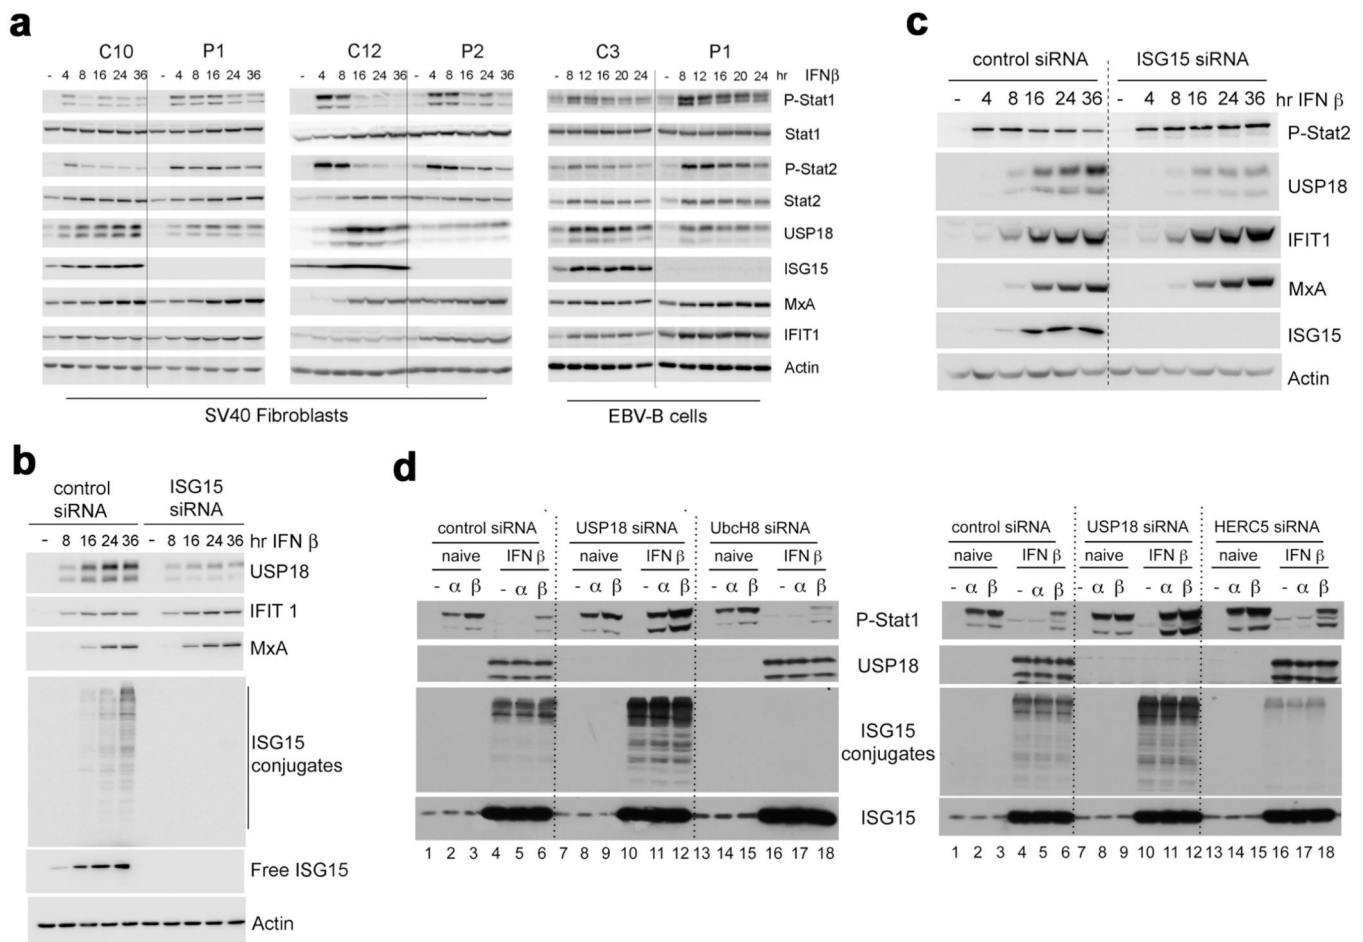 a
C10 P1 C12 P2 C3 P1
- 4 8 16 24 36 - 4 8 16 24 36 - 4 8 16 24 36 - 4 8 16 24 36 - 8 12 16 20 24 - 8 12 16 20 24 hr IFNβ
P-Stat1
Stat1
P-Stat2
Stat2
USP18
ISG15
MxA
IFIT1
Actin
SV40 Fibroblasts EBV-B cells
c
control siRNA ISG15 siRNA
- 4 8 16 24 36 - 4 8 16 24 36 hr IFN β
P-Stat2
USP18
IFIT1
MxA
ISG15
Actin
b
control siRNA ISG15 siRNA
- 8 16 24 36 - 8 16 24 36 hr IFN β
USP18
IFIT 1
MxA
ISG15 conjugates
Free ISG15
Actin
d
control siRNA USP18 siRNA UbcH8 siRNA
naive IFN β naive IFN β naive IFN β
- α β - α β - α β - α β - α β - α β
control siRNA USP18 siRNA HERC5 siRNA
naive IFN β naive IFN β naive IFN β
- α β - α β - α β - α β - α β - α β
P-Stat1
USP18
ISG15
conjugates
ISG15
1 2 3 4 5 6 7 8 9 10 11 12 13 14 15 16 17 18
1 2 3 4 5 6 7 8 9 10 11 12 13 14 15 16 17 18